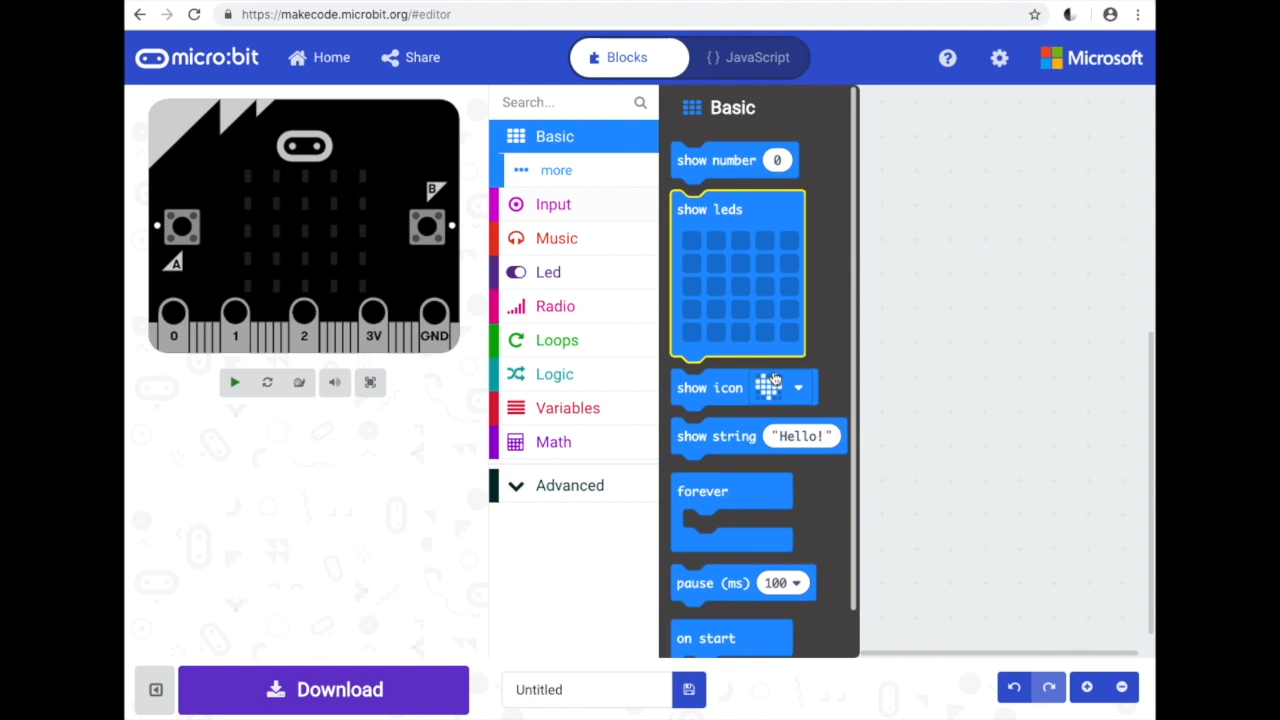 https://makecode.microbit.org/#editor
micro:bit
Home
Share
Blocks
{ } JavaScript
?
Microsoft
B
A
0
1
2
3V
GND
Search...
Basic
more
Input
Music
Led
Radio
Loops
Logic
Variables
Math
Advanced
Basic
show number 0
show leds
show icon
show string "Hello!"
forever
pause (ms) 100
on start
Download
Untitled